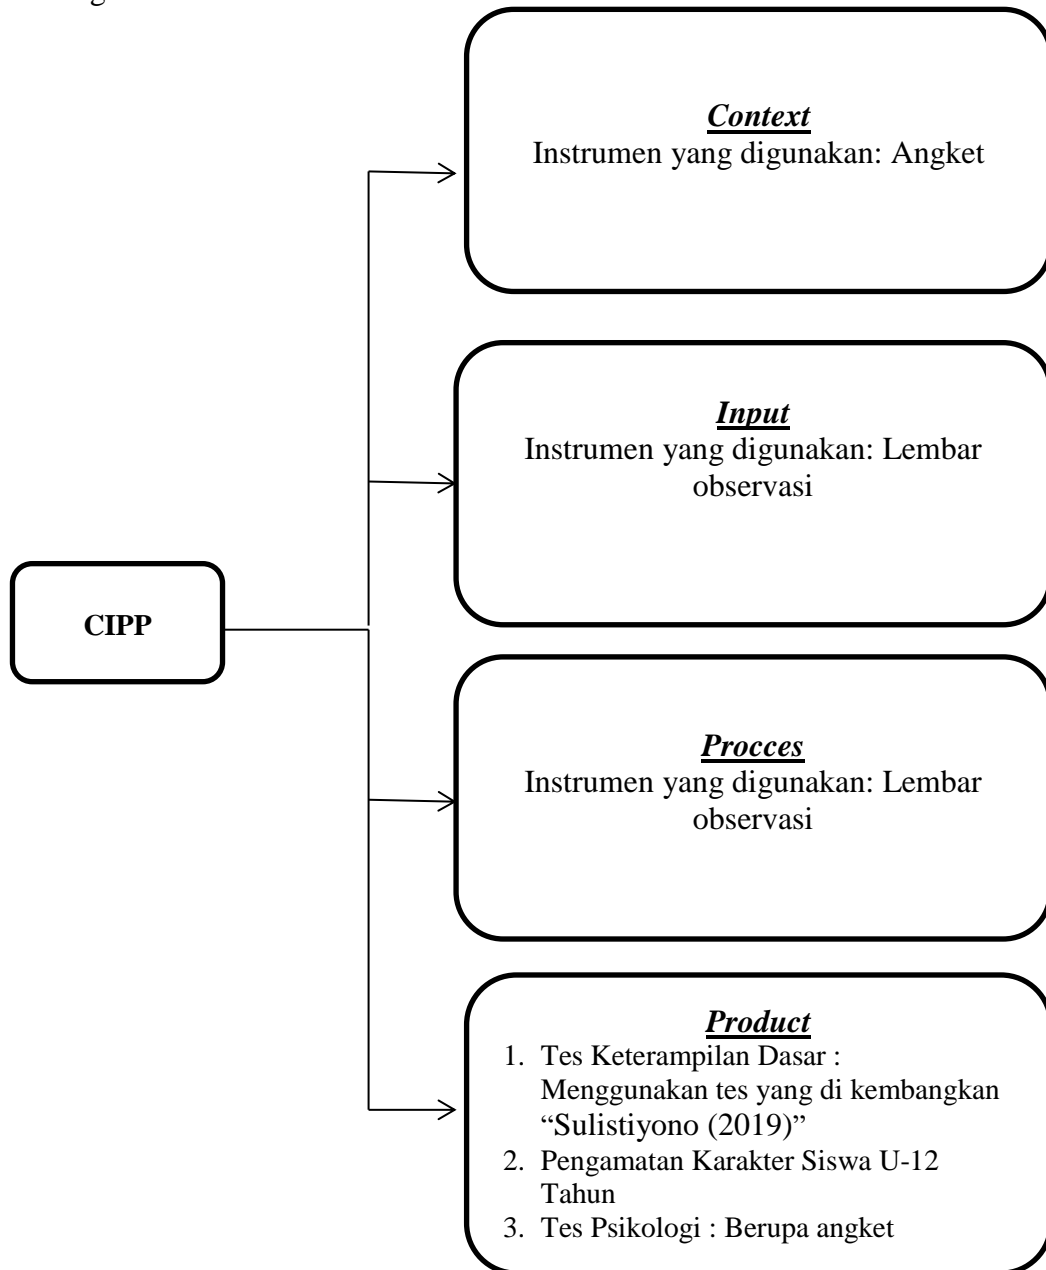 Context
Instrumen yang digunakan: Angket
Input
Instrumen yang digunakan: Lembar
observasi
CIPP
Procces
Instrumen yang digunakan: Lembar
observasi
Product
1. Tes Keterampilan Dasar :
Menggunakan tes yang di kembangkan
“Sulistiyono (2019)”
2. Pengamatan Karakter Siswa U-12
Tahun
3. Tes Psikologi : Berupa angket